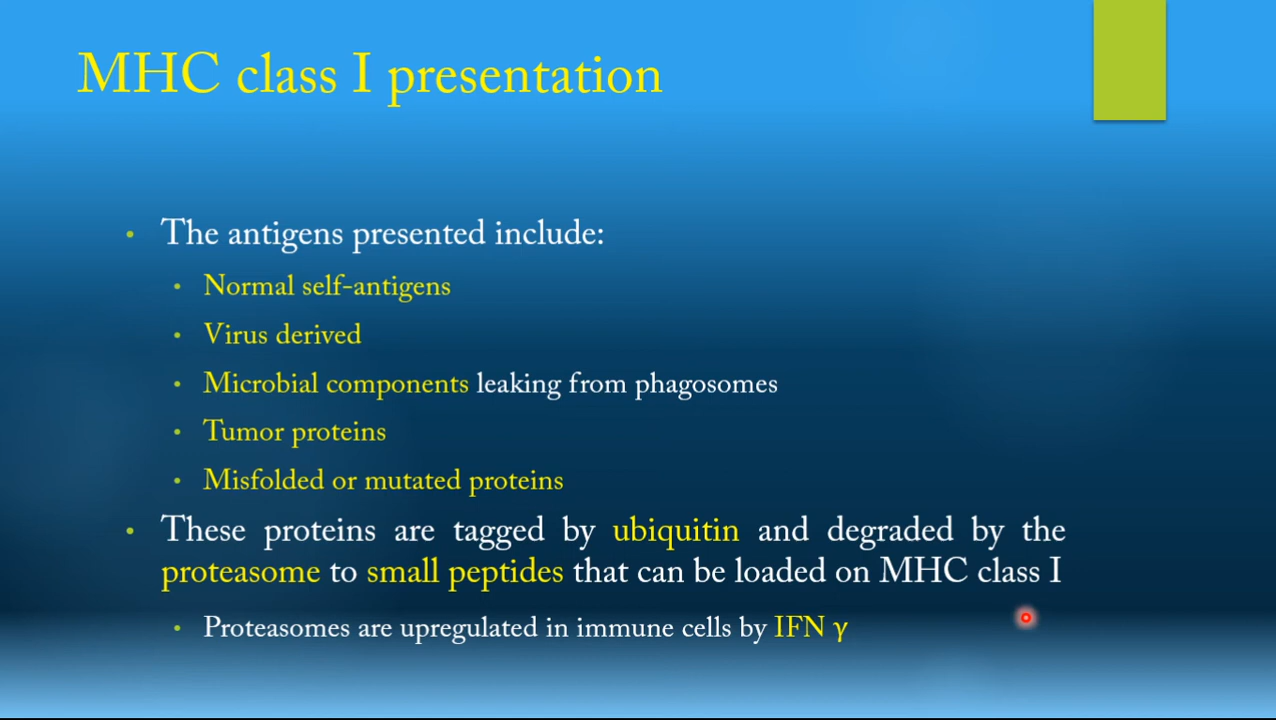 MHC class I presentation
• The antigens presented include:
• Normal self-antigens
• Virus derived
• Microbial components leaking from phagosomes
• Tumor proteins
• Misfolded or mutated proteins
• These proteins are tagged by ubiquitin and degraded by the
proteasome to small peptides that can be loaded on MHC class I
• Proteasomes are upregulated in immune cells by IFN γ